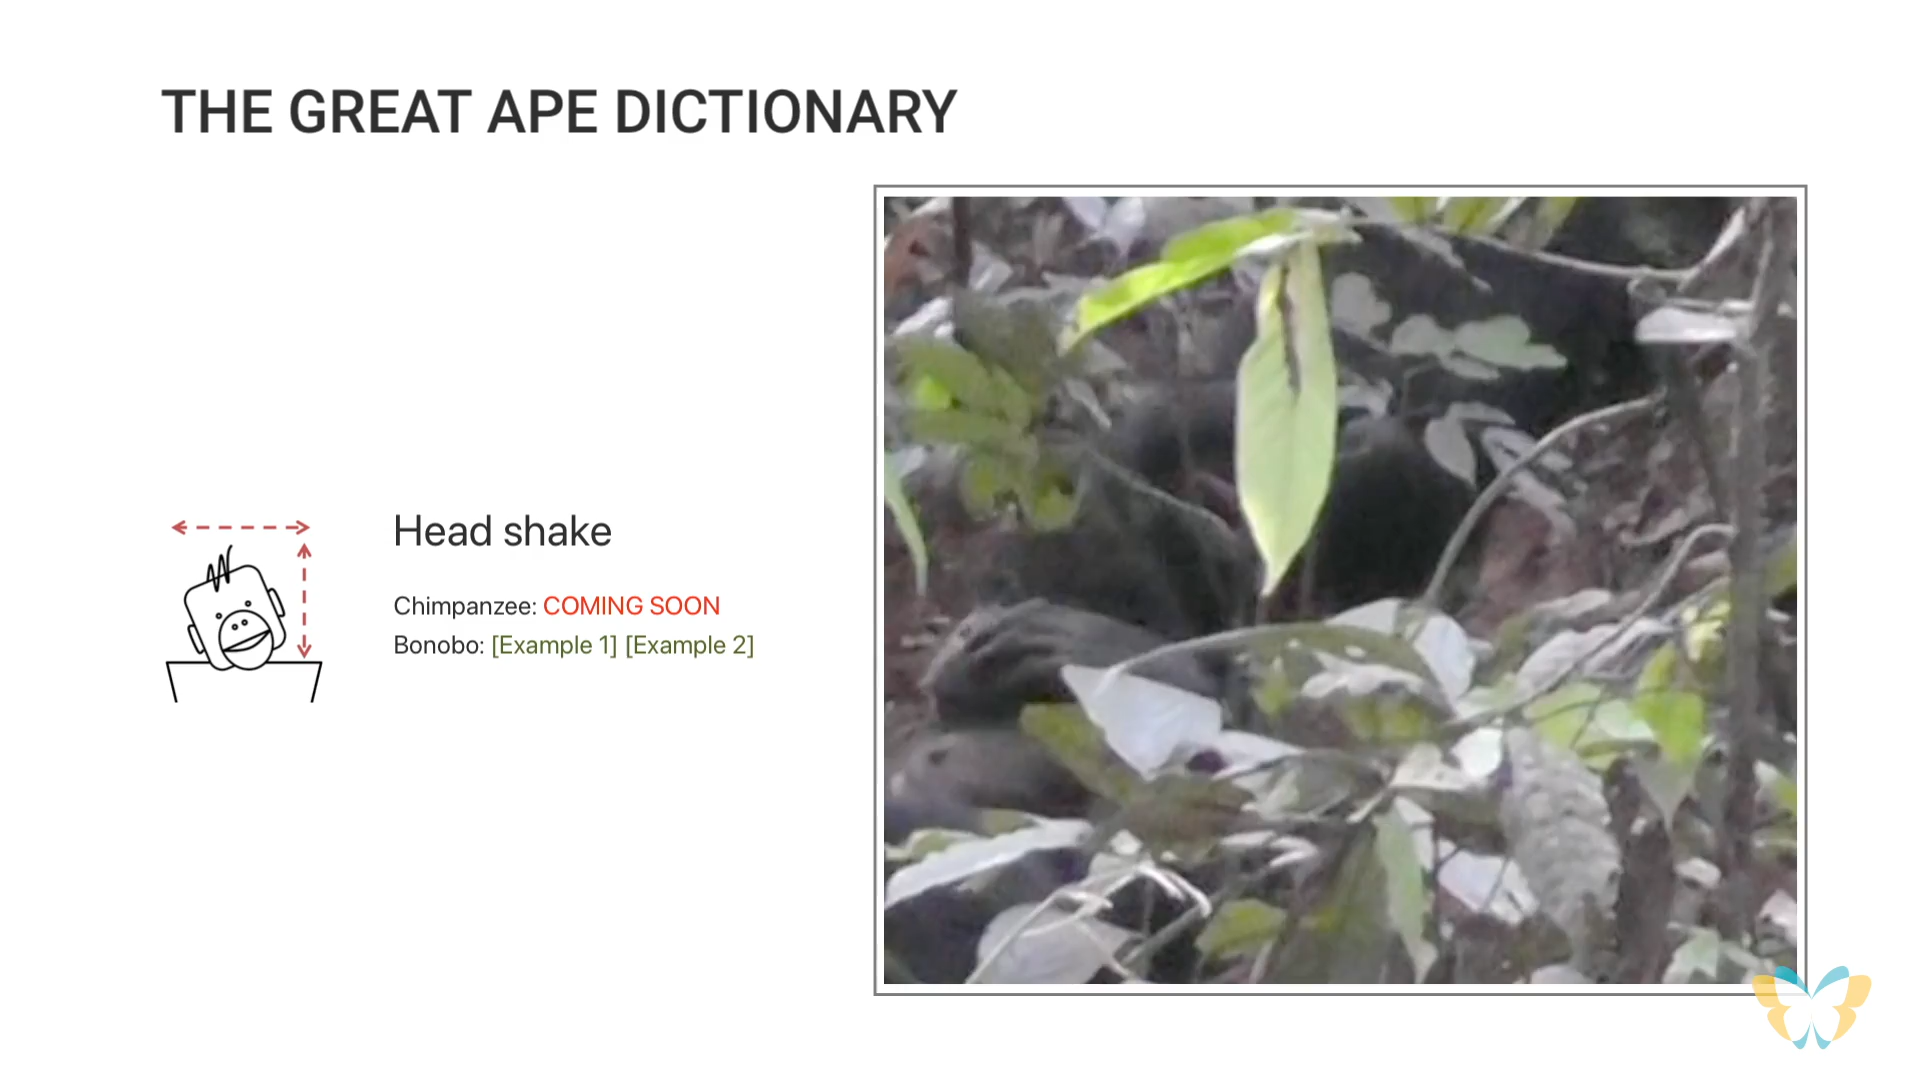 THE GREAT APE DICTIONARY
Head shake
Chimpanzee: COMING SOON
Bonobo: [Example 1] [Example 2]